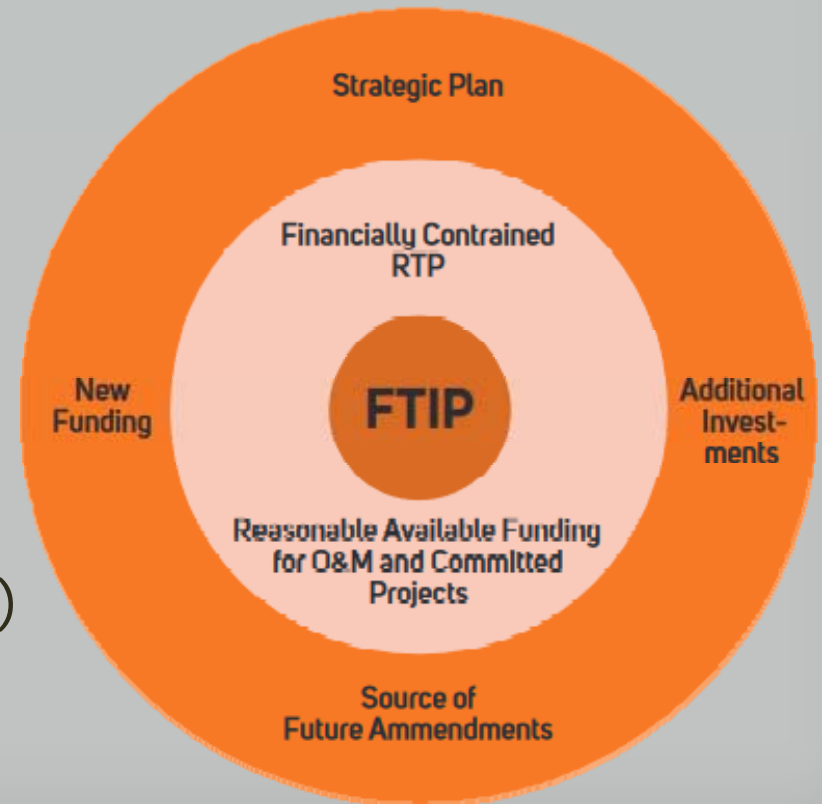 Strategic Plan
Financially Contrained
RTP
New
Funding
FTIP
Additional
Invest-
ments
Reasonable Available Funding
for O&M and Committed
Projects
)
Source of
Future Ammendments